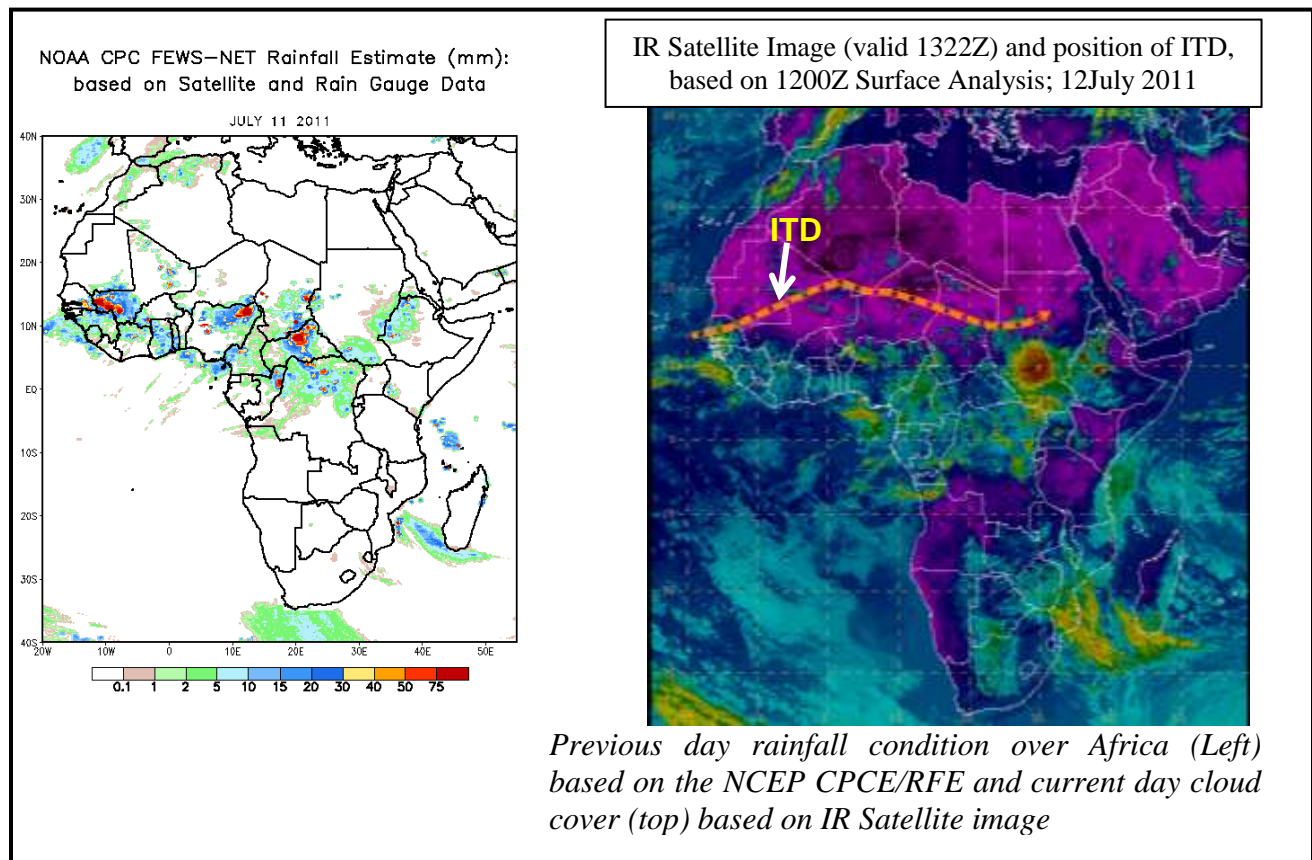 NOAA CPC FEWS-NET Rainfall Estimate (mm):
based on Satellite and Rain Gauge Data
JULY 11 2011
40N
30N
20N
10N
EQ
10S
20S
30S
40S
20W 10W 0 10E 20E 30E 40E 50E
0.1 1 2 5 10 15 20 30 40 50 75
IR Satellite Image (valid 1322Z) and position of ITD,
based on 1200Z Surface Analysis; 12July 2011
ITD
Previous day rainfall condition over Africa (Left)
based on the NCEP CPCE/RFE and current day cloud
cover (top) based on IR Satellite image